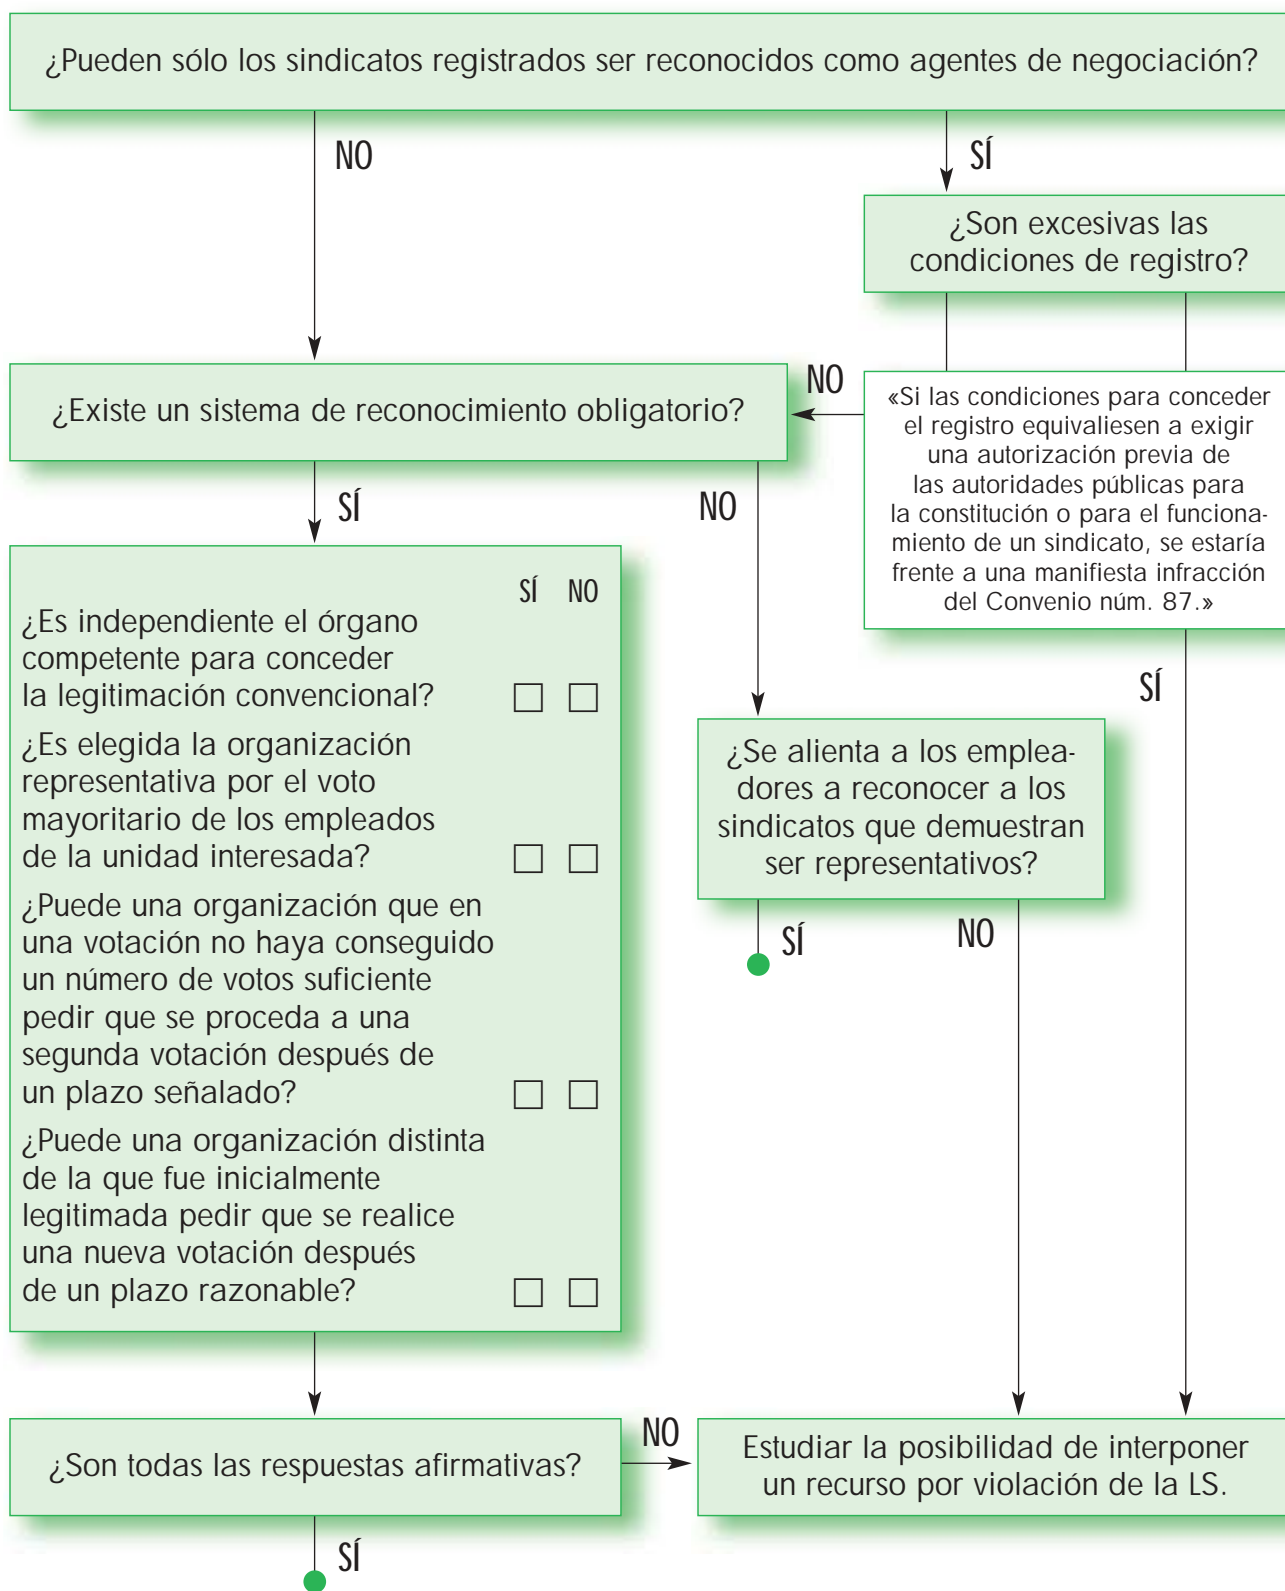 ¿Pueden sólo los sindicatos registrados ser reconocidos como agentes de negociación?
NO
SÍ
¿Son excesivas las
condiciones de registro?
NO
¿Existe un sistema de reconocimiento obligatorio?
«Si las condiciones para conceder
el registro equivaliesen a exigir
una autorización previa de
las autoridades públicas para
la constitución o para el funciona-
miento de un sindicato, se estaría
frente a una manifiesta infracción
del Convenio núm. 87.»
SÍ
NO
SÍ
SÍ NO
¿Es independiente el órgano
competente para conceder
la legitimación convencional?
¿Es elegida la organización
representativa por el voto
mayoritario de los empleados
de la unidad interesada?
¿Puede una organización que en
una votación no haya conseguido
un número de votos suficiente
pedir que se proceda a una
segunda votación después de
un plazo señalado?
¿Puede una organización distinta
de la que fue inicialmente
legitimada pedir que se realice
una nueva votación después
de un plazo razonable?
¿Se alienta a los emplea-
dores a reconocer a los
sindicatos que demuestran
ser representativos?
SÍ
NO
¿Son todas las respuestas afirmativas?
NO
Estudiar la posibilidad de interponer
un recurso por violación de la LS.
SÍ